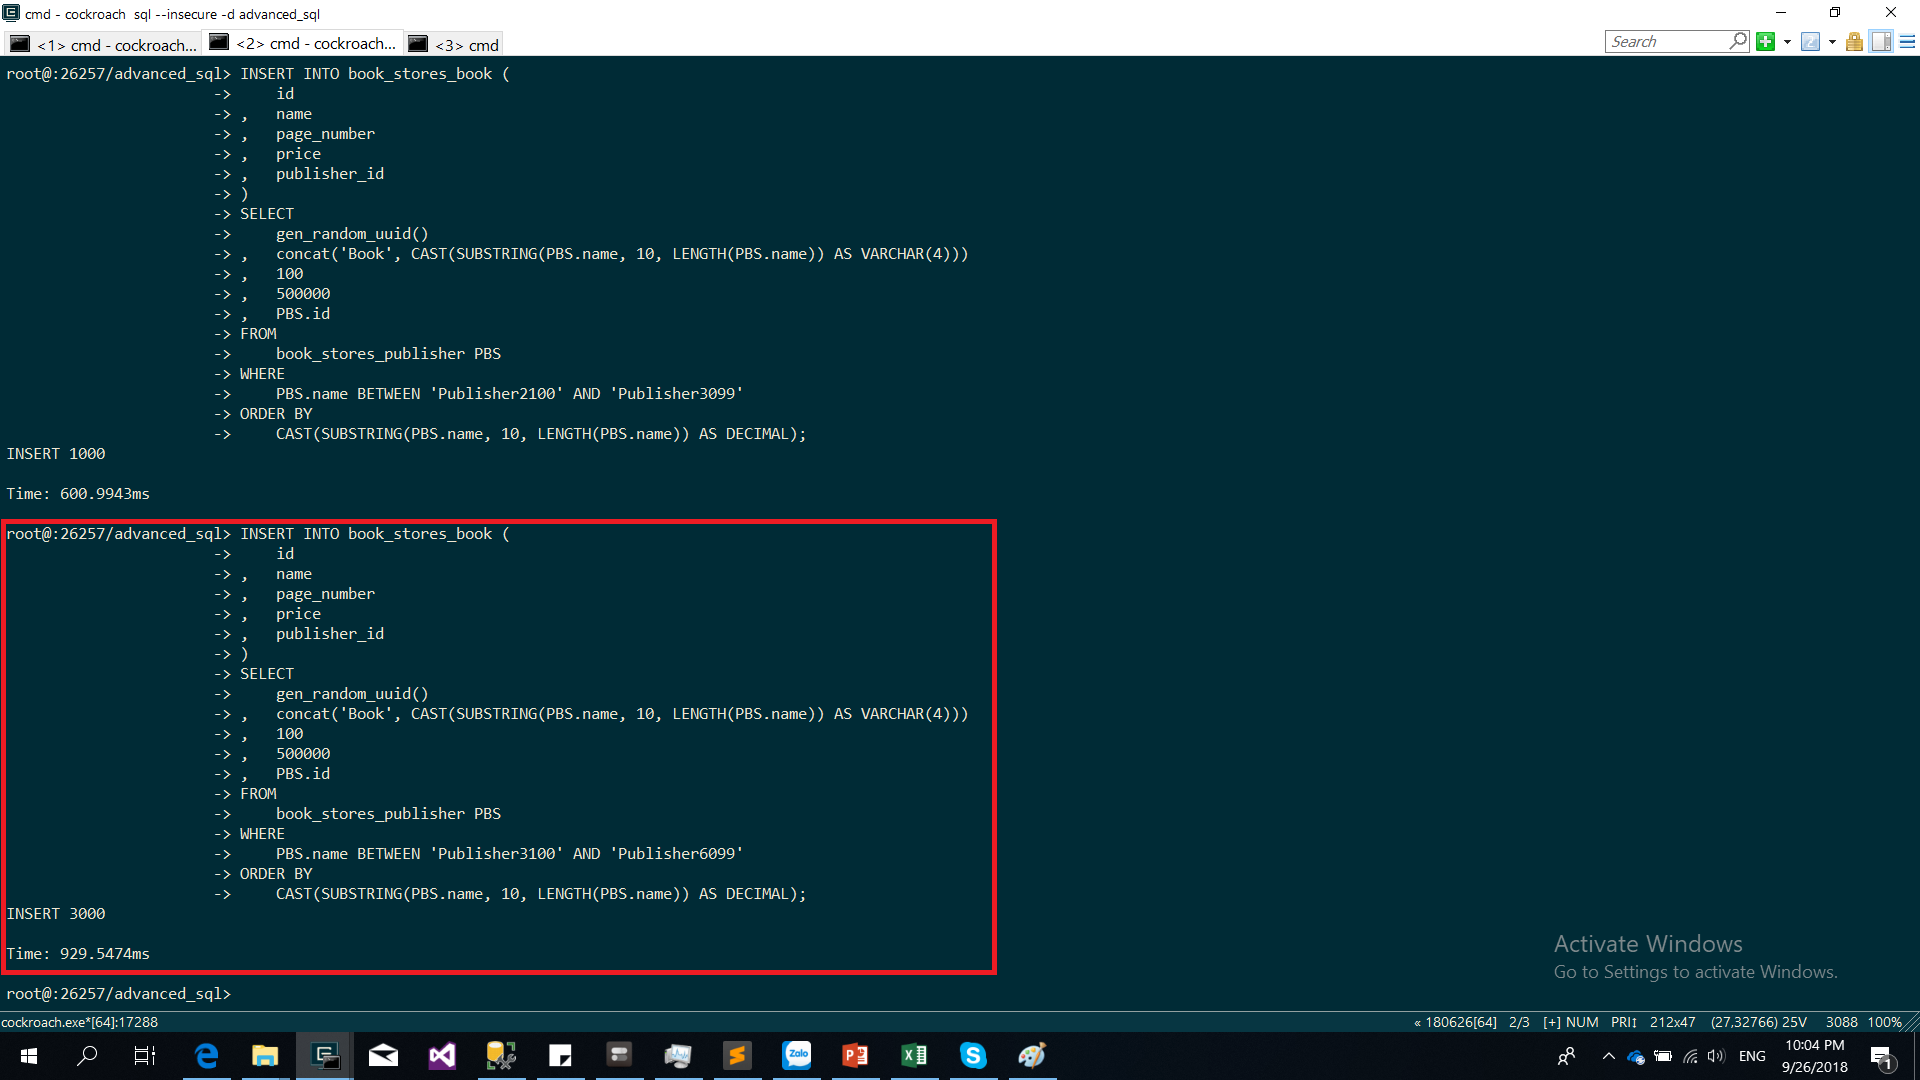 cmd - cockroach  sql --insecure -d advanced_sql
<1> cmd - cockroach...
<2> cmd - cockroach...
<3> cmd
Search
root@:26257/advanced_sql> INSERT INTO book_stores_book (
                       ->     id
                       -> ,   name
                       -> ,   page_number
                       -> ,   price
                       -> ,   publisher_id
                       -> )
                       -> SELECT
                       ->     gen_random_uuid()
                       -> ,   concat('Book', CAST(SUBSTRING(PBS.name, 10, LENGTH(PBS.name)) AS VARCHAR(4)))
                       -> ,   100
                       -> ,   500000
                       -> ,   PBS.id
                       -> FROM
                       ->     book_stores_publisher PBS
                       -> WHERE
                       ->     PBS.name BETWEEN 'Publisher2100' AND 'Publisher3099'
                       -> ORDER BY
                       ->     CAST(SUBSTRING(PBS.name, 10, LENGTH(PBS.name)) AS DECIMAL);
INSERT 1000
Time: 600.9943ms
root@:26257/advanced_sql> INSERT INTO book_stores_book (
                       ->     id
                       -> ,   name
                       -> ,   page_number
                       -> ,   price
                       -> ,   publisher_id
                       -> )
                       -> SELECT
                       ->     gen_random_uuid()
                       -> ,   concat('Book', CAST(SUBSTRING(PBS.name, 10, LENGTH(PBS.name)) AS VARCHAR(4)))
                       -> ,   100
                       -> ,   500000
                       -> ,   PBS.id
                       -> FROM
                       ->     book_stores_publisher PBS
                       -> WHERE
                       ->     PBS.name BETWEEN 'Publisher3100' AND 'Publisher6099'
                       -> ORDER BY
                       ->     CAST(SUBSTRING(PBS.name, 10, LENGTH(PBS.name)) AS DECIMAL);
INSERT 3000
Time: 929.5474ms
root@:26257/advanced_sql>
Activate Windows
Go to Settings to activate Windows.
cockroach.exe*[64]:17288
« 180626[64]  2/3  [+] NUM  PRI↕  212x47  (27,32766) 25V  3088  100%
Zalo
ENG
10:04 PM
9/26/2018
1